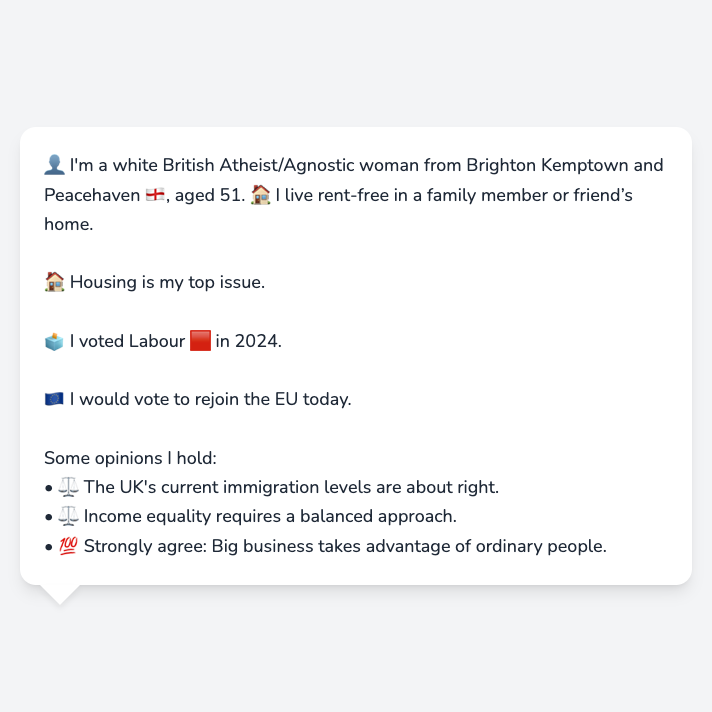 👤 I'm a white British Atheist/Agnostic woman from Brighton Kemptown and
Peacehaven 🏴󠁧󠁢󠁥󠁮󠁧󠁿, aged 51. 🏠 I live rent-free in a family member or friend’s
home.
🏠 Housing is my top issue.
🗳️ I voted Labour 🟥 in 2024.
🇪🇺 I would vote to rejoin the EU today.
Some opinions I hold:
• ⚖️ The UK's current immigration levels are about right.
• ⚖️ Income equality requires a balanced approach.
• 💯 Strongly agree: Big business takes advantage of ordinary people.